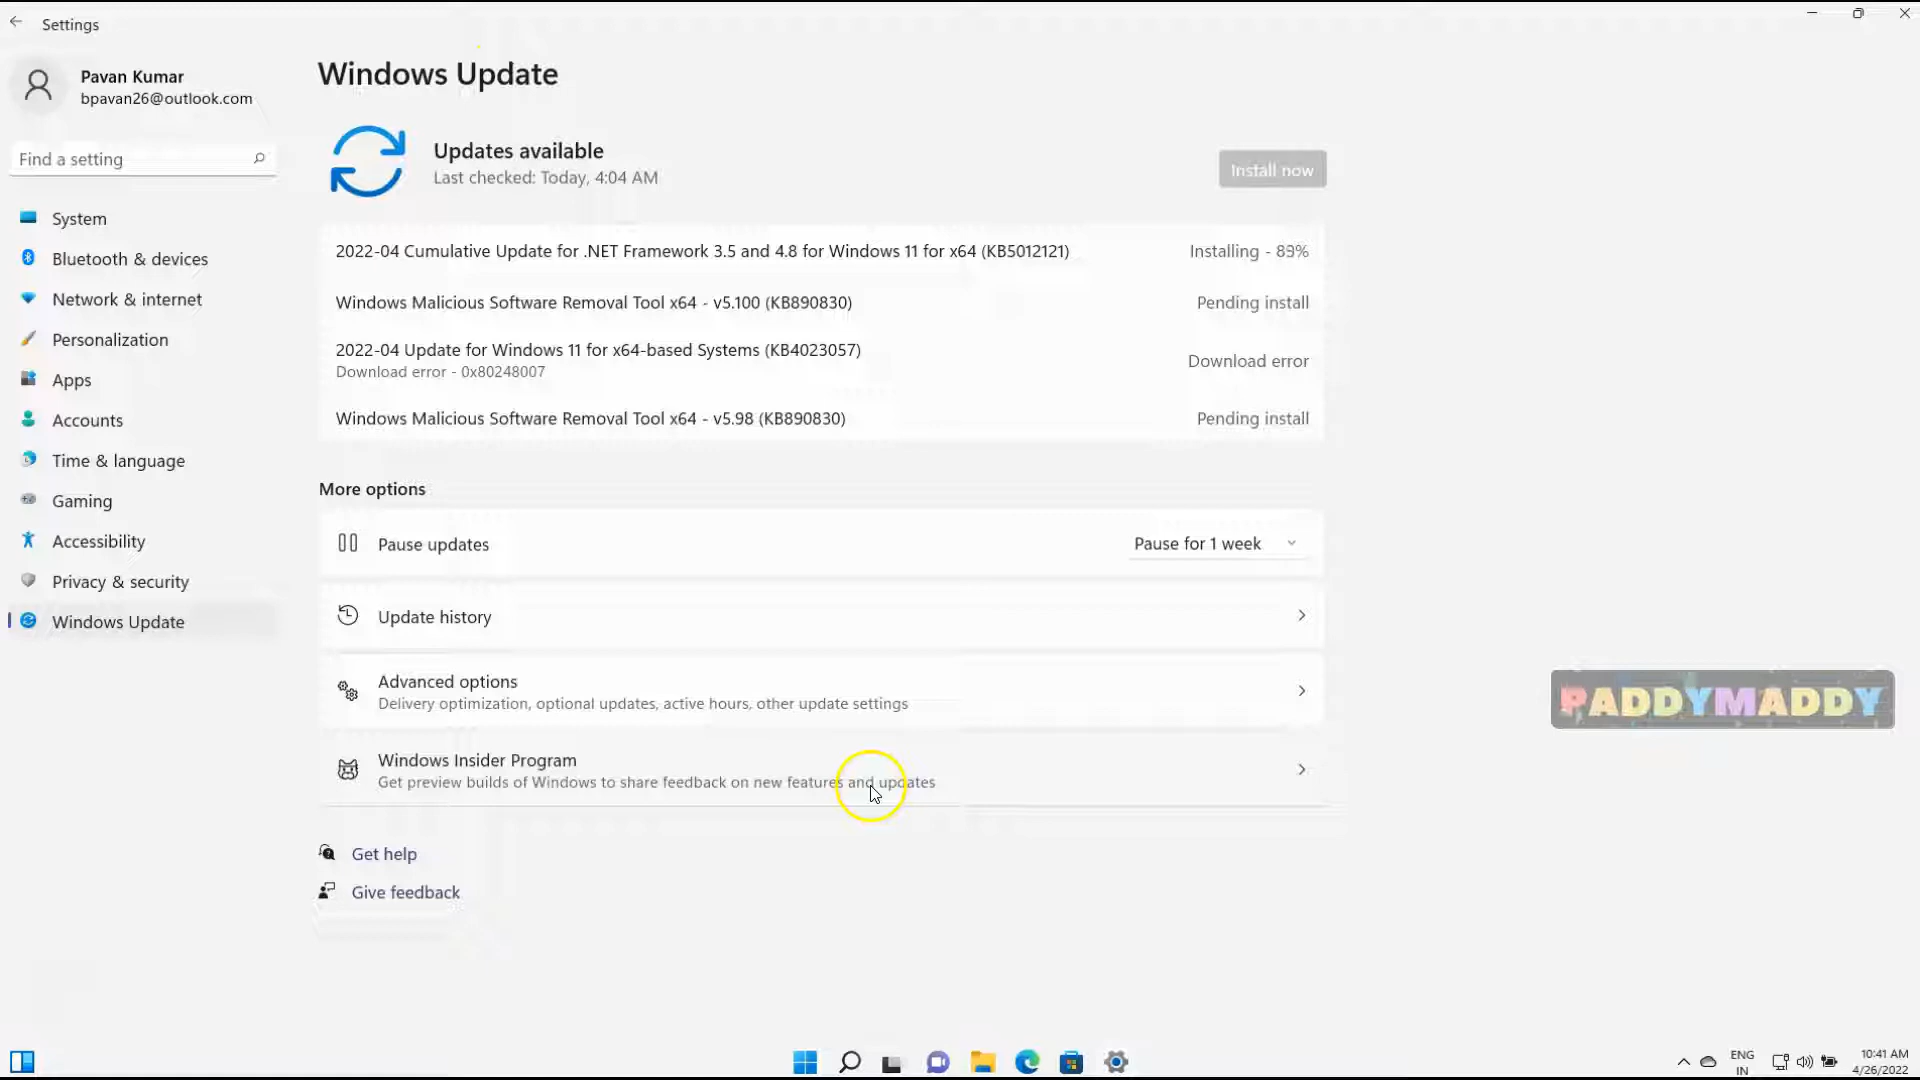 Settings
Pavan Kumar
bpavan26@outlook.com
Find a setting
System
Bluetooth & devices
Network & internet
Personalization
Apps
Accounts
Time & language
Gaming
Accessibility
Privacy & security
Windows Update
Windows Update
Updates available
Last checked: Today, 4:04 AM
Install now
2022-04 Cumulative Update for .NET Framework 3.5 and 4.8 for Windows 11 for x64 (KB5012121)
Installing -
Windows Malicious Software Removal Tool x64 - v5.100 (KB890830)
Pending install
2022-04 Update for Windows 11 for x64-based Systems (KB4023057)
Download error - 0x80248007
Download error
Windows Malicious Software Removal Tool x64 - v5.98 (KB890830)
Pending install
More options
Pause updates
Pause for 1 week
Update history
Advanced options
Delivery optimization, optional updates, active hours, other update settings
Windows Insider Program
Get preview builds of Windows to share feedback on new features and updates
Get help
Give feedback
PADDYMADDY
ENG
IN
10:41 AM
4/26/2022